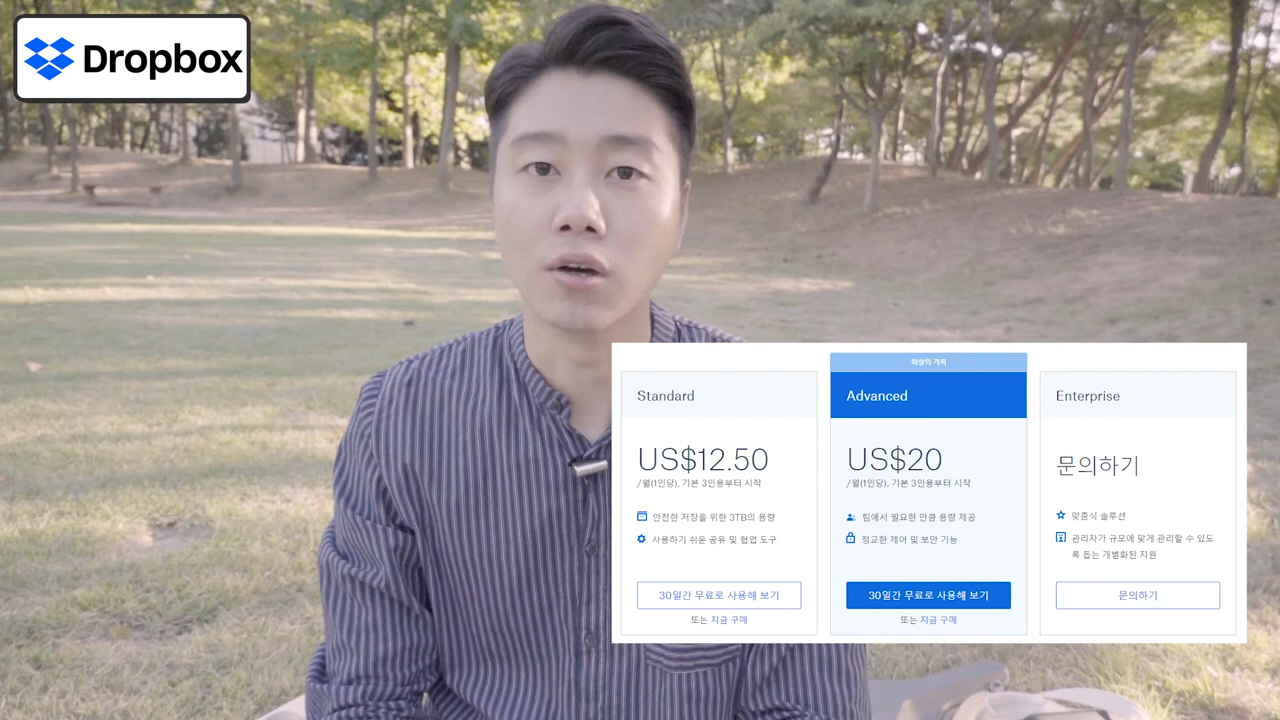 Dropbox
최상의 가치
Standard
US$12.50
/월(1인당), 기본 3인용부터 시작
안전한 저장을 위한 3TB의 용량
사용하기 쉬운 공유 및 협업 도구
30일간 무료로 사용해 보기
또는 지금 구매
Advanced
US$20
/월(1인당), 기본 3인용부터 시작
팀에서 필요한 만큼 용량 제공
정교한 제어 및 보안 기능
30일간 무료로 사용해 보기
또는 지금 구매
Enterprise
문의하기
맞춤식 솔루션
관리자가 규모에 맞게 관리할 수 있도
록 돕는 개별화된 지원
문의하기